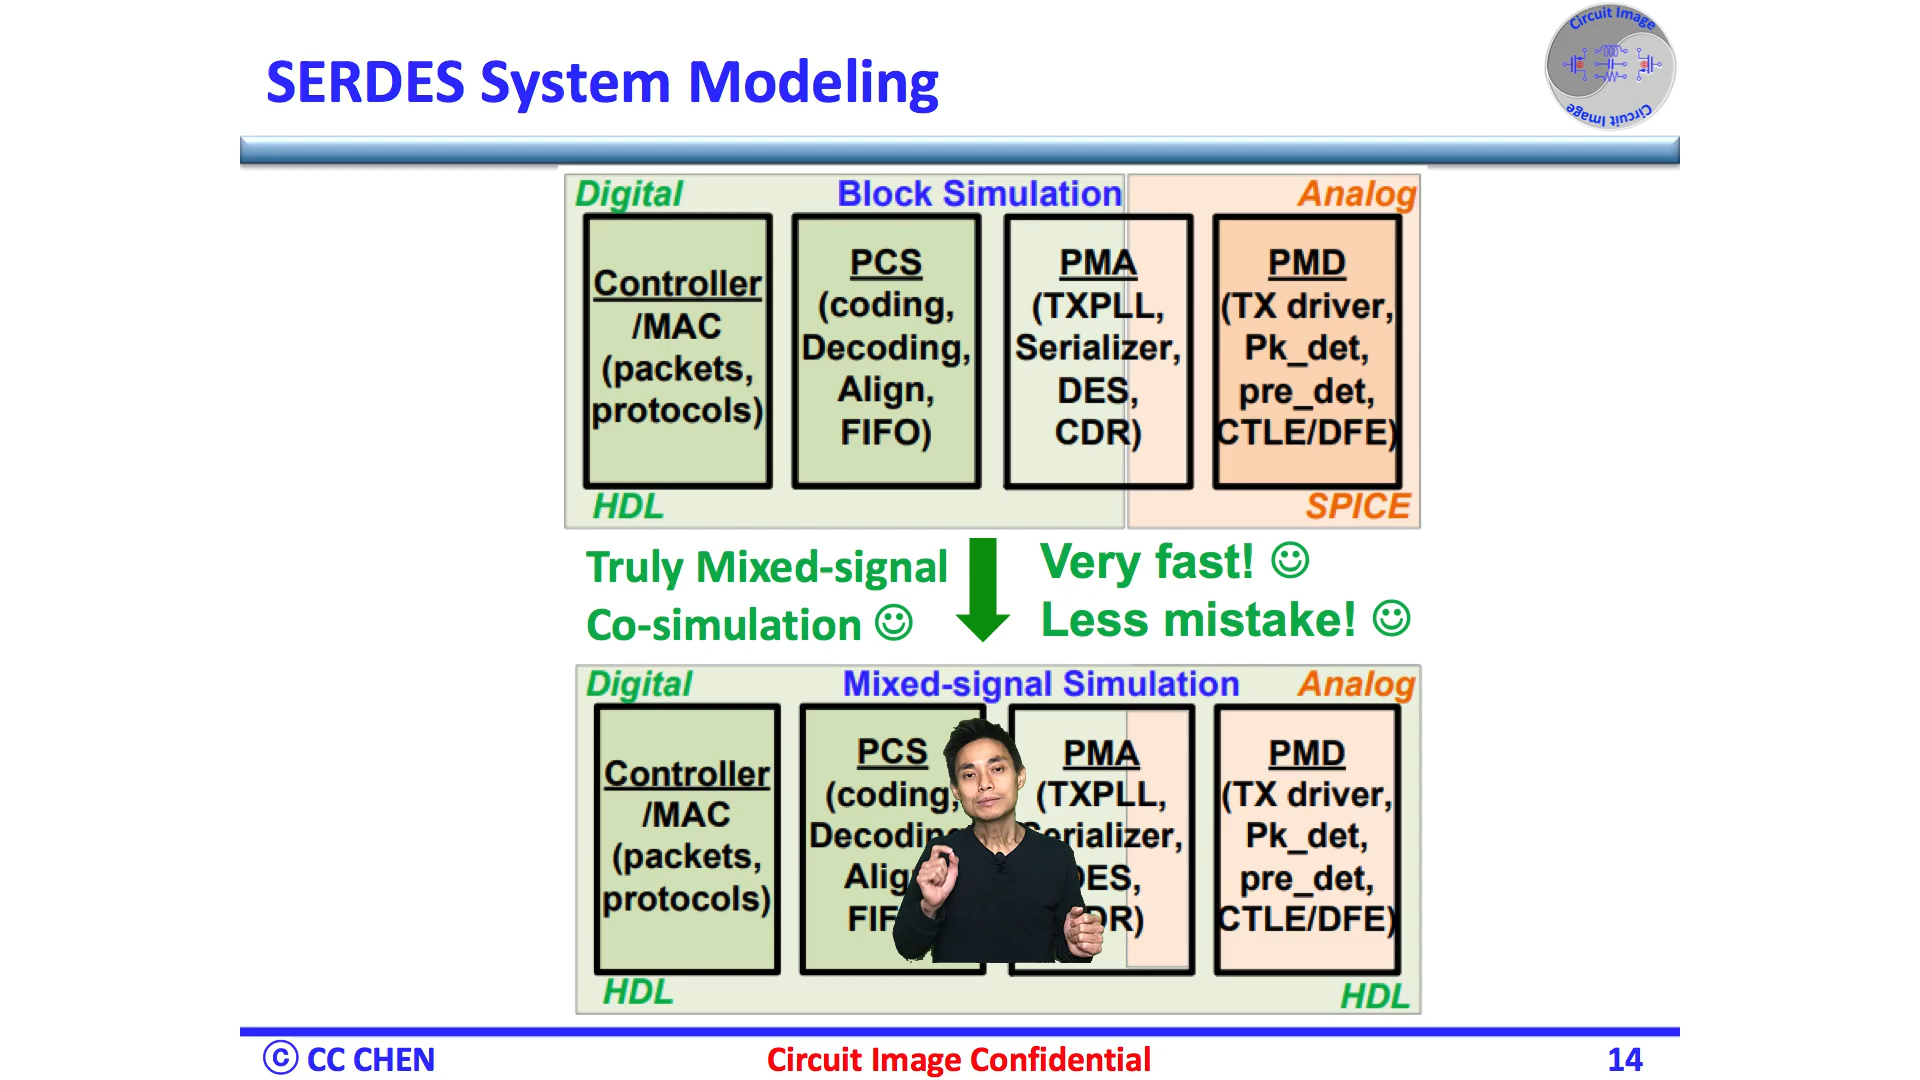 SERDES System Modeling
Circuit Image
Circuit Image
Digital
Block Simulation
Analog
Controller
/MAC
(packets,
protocols)
PCS
(coding,
Decoding,
Align,
FIFO)
PMA
(TXPLL,
Serializer,
DES,
CDR)
PMD
(TX driver,
Pk_det,
pre_det,
CTLE/DFE)
HDL
SPICE
Truly Mixed-signal
Co-simulation ☺
Very fast! ☺
Less mistake! ☺
Digital
Mixed-signal Simulation
Analog
Controller
/MAC
(packets,
protocols)
PCS
(coding,
PMA
(TXPLL,
PMD
(TX driver,
Pk_det,
pre_det,
CTLE/DFE)
HDL
HDL
© CC CHEN
Circuit Image Confidential
14